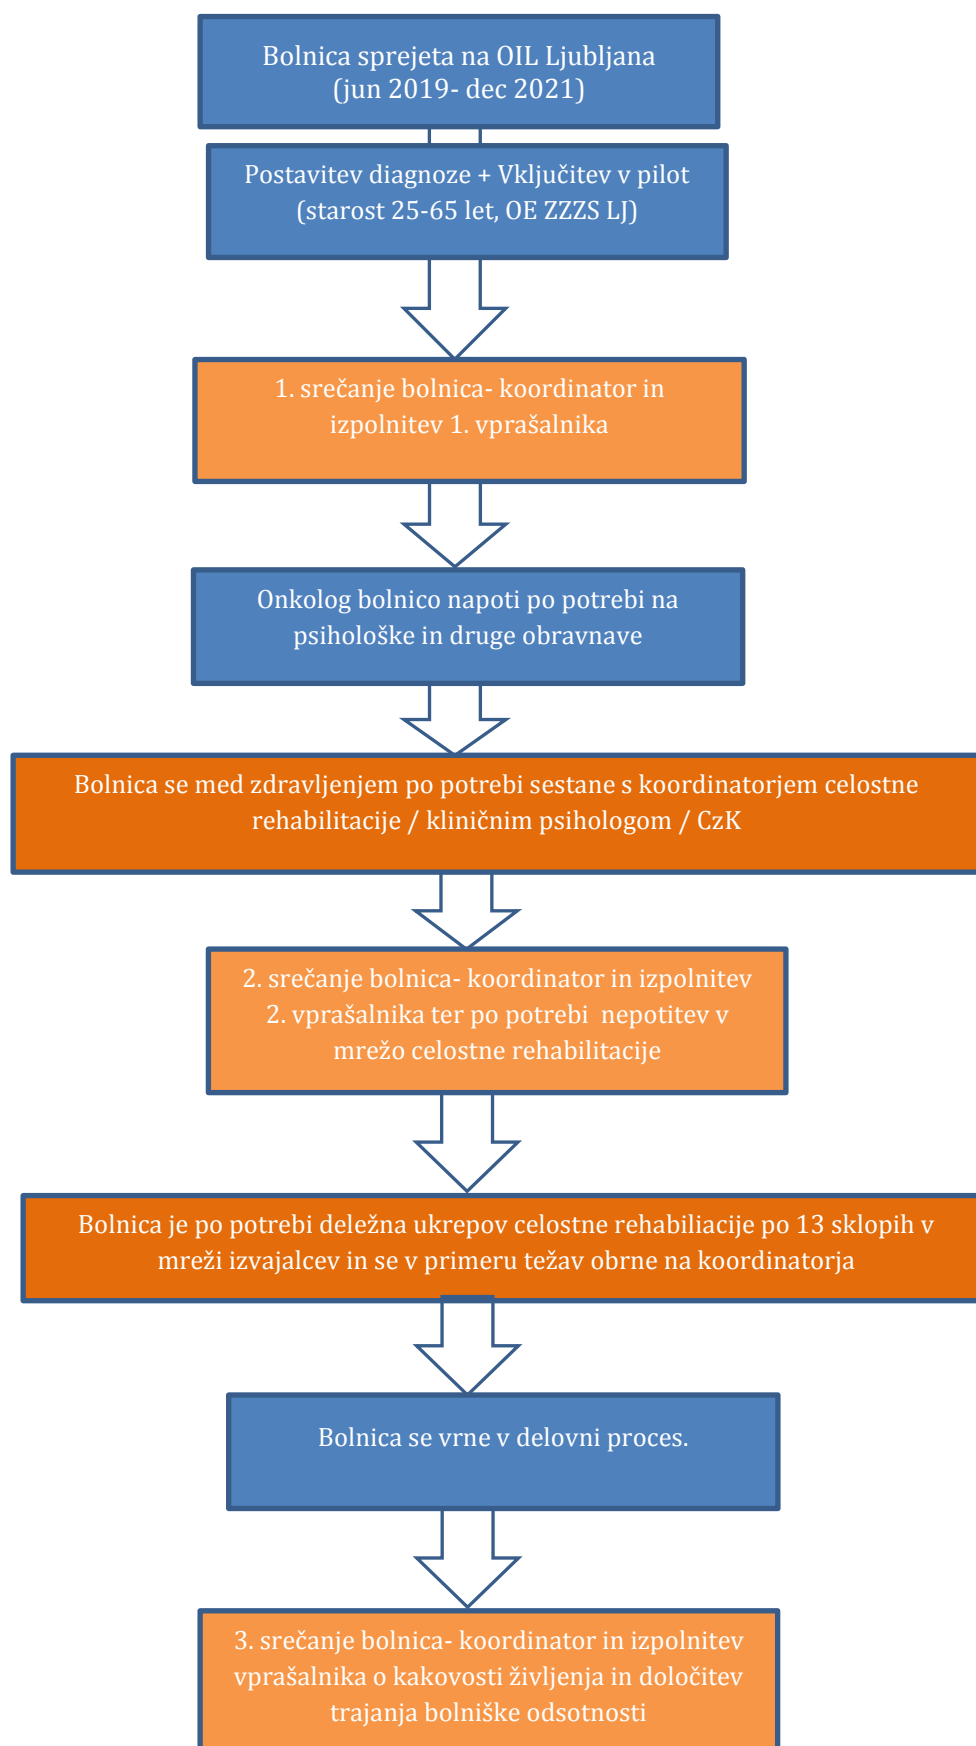 Bolnica sprejeta na OIL Ljubljana
(jun 2019- dec 2021)
Postavitev diagnoze + Vključitev v pilot
(starost 25-65 let, OE ZZZS LJ)
1. srečanje bolnica- koordinator in
izpolnitev 1. vprašalnika
Onkolog bolnico napoti po potrebi na
psihološke in druge obravnave
Bolnica se med zdravljenjem po potrebi sestane s koordinatorjem celostne
rehabilitacije / kliničnim psihologom / CzK
2. srečanje bolnica- koordinator in izpolnitev
2. vprašalnika ter po potrebi  nepotitev v
mrežo celostne rehabilitacije
Bolnica je po potrebi deležna ukrepov celostne rehabiliacije po 13 sklopih v
mreži izvajalcev in se v primeru težav obrne na koordinatorja
Bolnica se vrne v delovni proces.
3. srečanje bolnica- koordinator in izpolnitev
vprašalnika o kakovosti življenja in določitev
trajanja bolniške odsotnosti